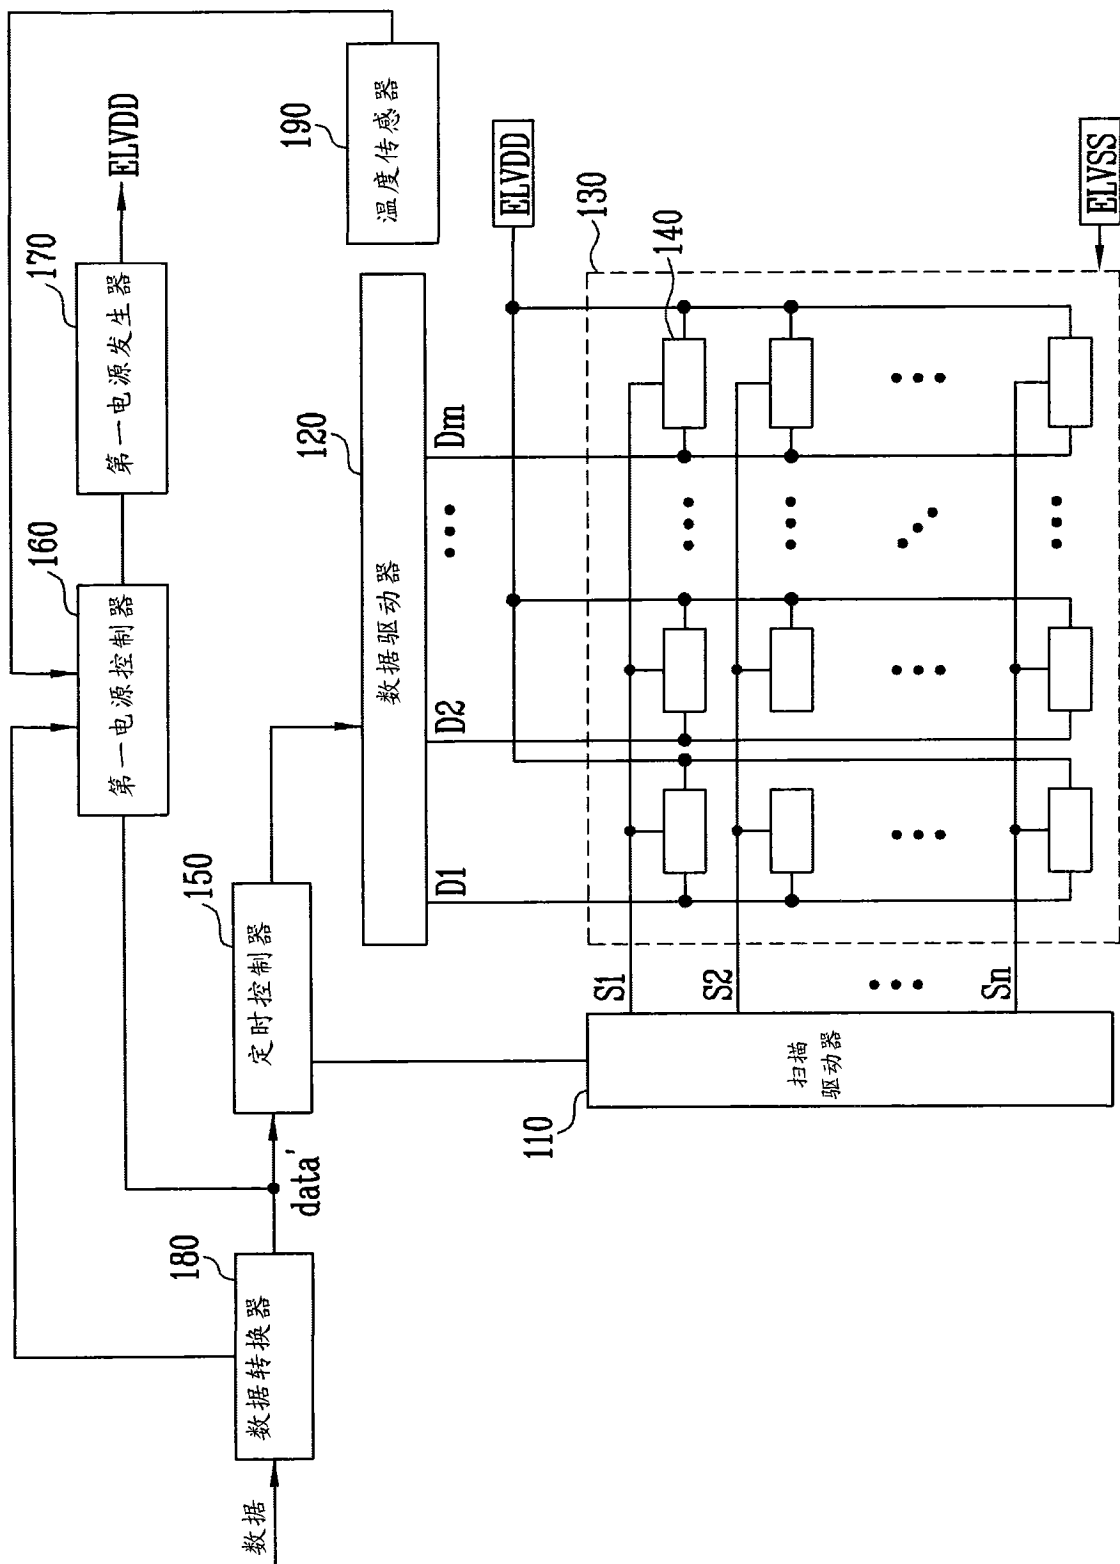 ELVDD
170
第一电源发生器
160
第一电源控制器
190
温度传感器
180
数据转换器
数据
data'
150
定时控制器
120
数据驱动器
D1
D2
Dm
ELVDD
130
140
110
扫描
驱动器
S1
S2
Sn
ELVSS